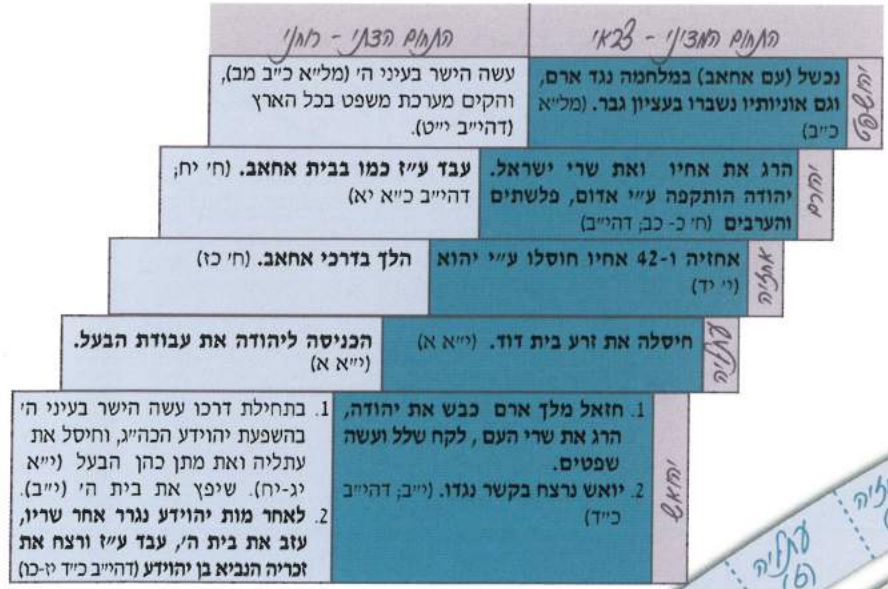 התחום המדיני - צבאי
התחום הדתי - רוחני
יהושפט
נכשל (עם אחאב) במלחמה נגד ארם,
וגם אוניותיו נשברו בעציון גבר. (מל״א
כ״ב)
עשה הישר בעיני ה׳ (מל״א כ״ב מב),
והקים מערכת משפט בכל הארץ
(דהי״ב י״ט).
יהורם
הרג את אחיו ואת שרי ישראל.
יהודה הותקפה ע״י אדום, פלשתים
והערבים (ח׳ כ- כב; דהי״ב)
עבד ע״ז כמו בבית אחאב. (ח׳ יח;
דהי״ב כ״א יא)
אחזיה
אחזיה ו-42 אחיו חוסלו ע״י יהוא
(י׳ יד)
הלך בדרכי אחאב. (ח׳ כז)
עתליה
חיסלה את זרע בית דוד. (י״א א)
הכניסה ליהודה את עבודת הבעל.
(י״א א)
יהואש
1. חזאל מלך ארם כבש את יהודה,
הרג את שרי העם , לקח שלל ועשה
שפטים.
2. יואש נרצח בקשר נגדו. (י״ב; דהי״ב
כ״ד)
1. בתחילת דרכו עשה הישר בעיני ה׳
בהשפעת יהוידע הכה״ג, וחיסל את
עתליה ואת מתן כהן הבעל (י״א
יג-יח). שיפץ את בית ה׳ (י״ב).
2. לאחר מות יהוידע נגרר אחר שריו,
עזב את בית ה׳, עבד ע״ז ורצח את
זכריה הנביא בן יהוידע (דהי״ב כ״ד יז-כו)
עתליה